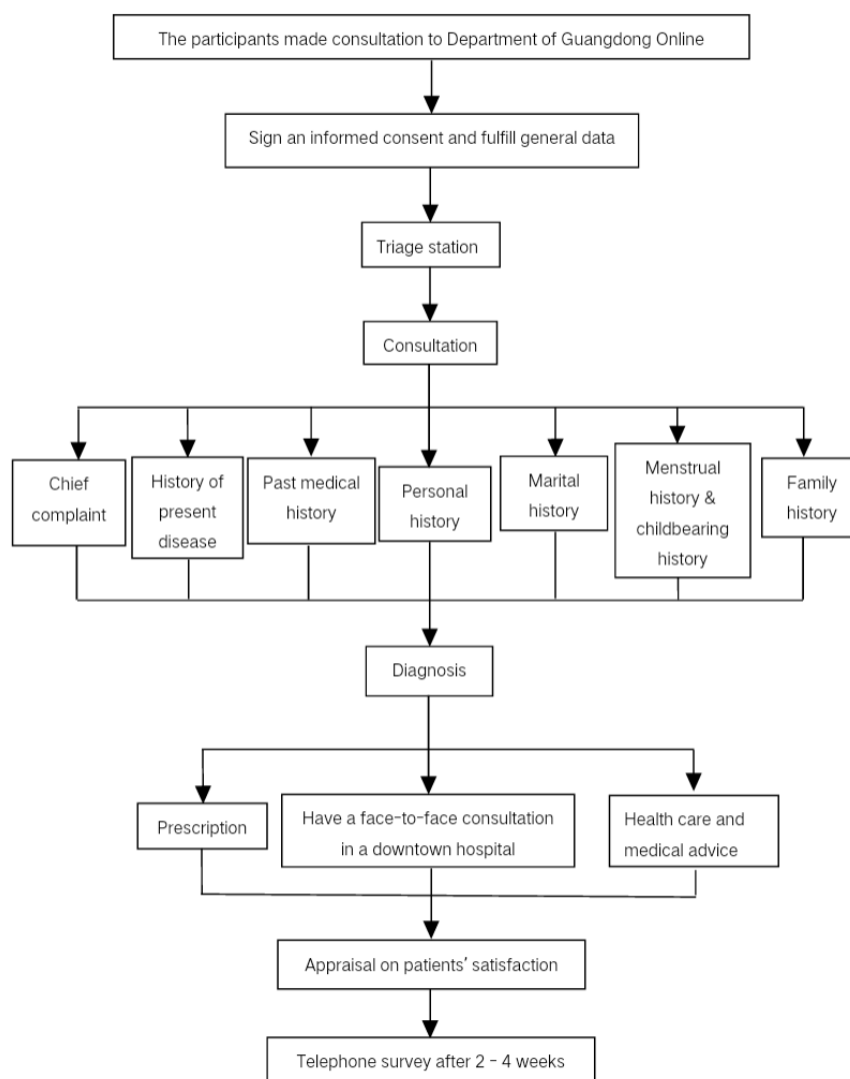 The participants made consultation to Department of Guangdong Online
Sign an informed consent and fulfill general data
Triage station
Consultation
Chief
complaint
History of
present
disease
Past medical
history
Personal
history
Marital
history
Menstrual
history &
childbearing
history
Family
history
Diagnosis
Prescription
Have a face-to-face consultation
in a downtown hospital
Health care and
medical advice
Appraisal on patients' satisfaction
Telephone survey after 2 - 4 weeks